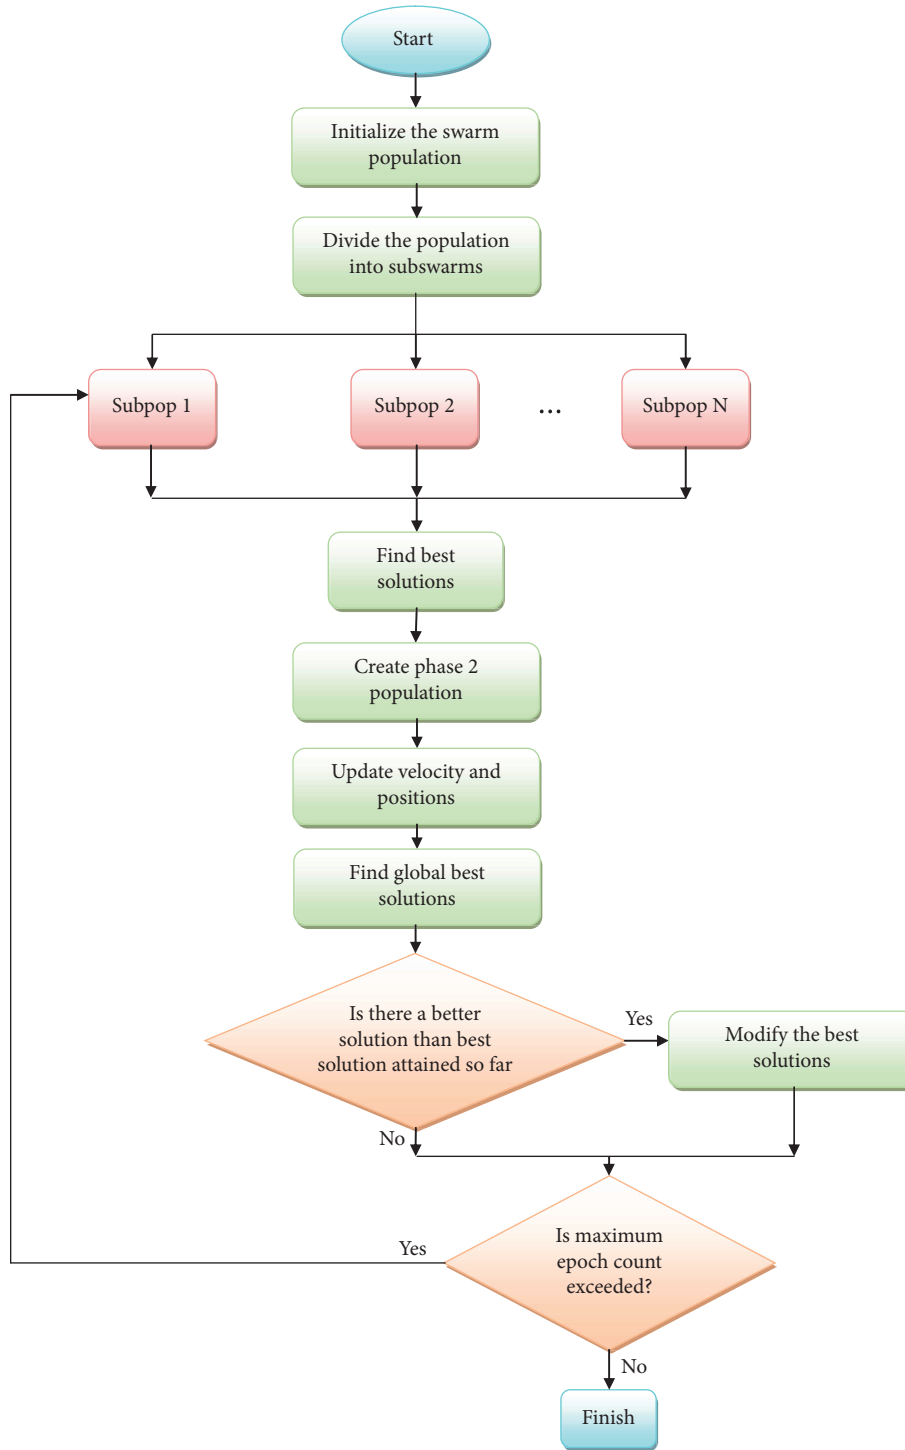 Start
Initialize the swarm
population
Divide the population
into subswarms
Subpop 1
Subpop 2
...
Subpop N
Find best
solutions
Create phase 2
population
Update velocity and
positions
Find global best
solutions
Is there a better
solution than best
solution attained so far
Yes
Modify the best
solutions
No
Is maximum
epoch count
exceeded?
Yes
No
Finish